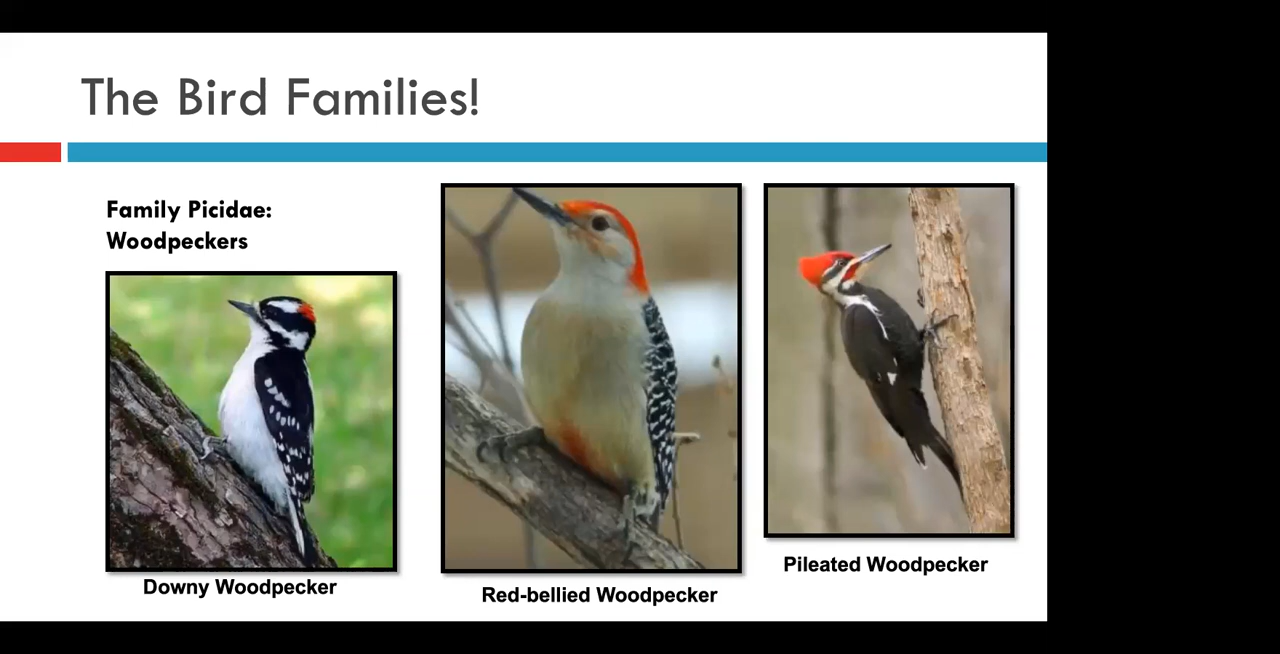 The Bird Families!
Family Picidae:
Woodpeckers
Downy Woodpecker
Red-bellied Woodpecker
Pileated Woodpecker